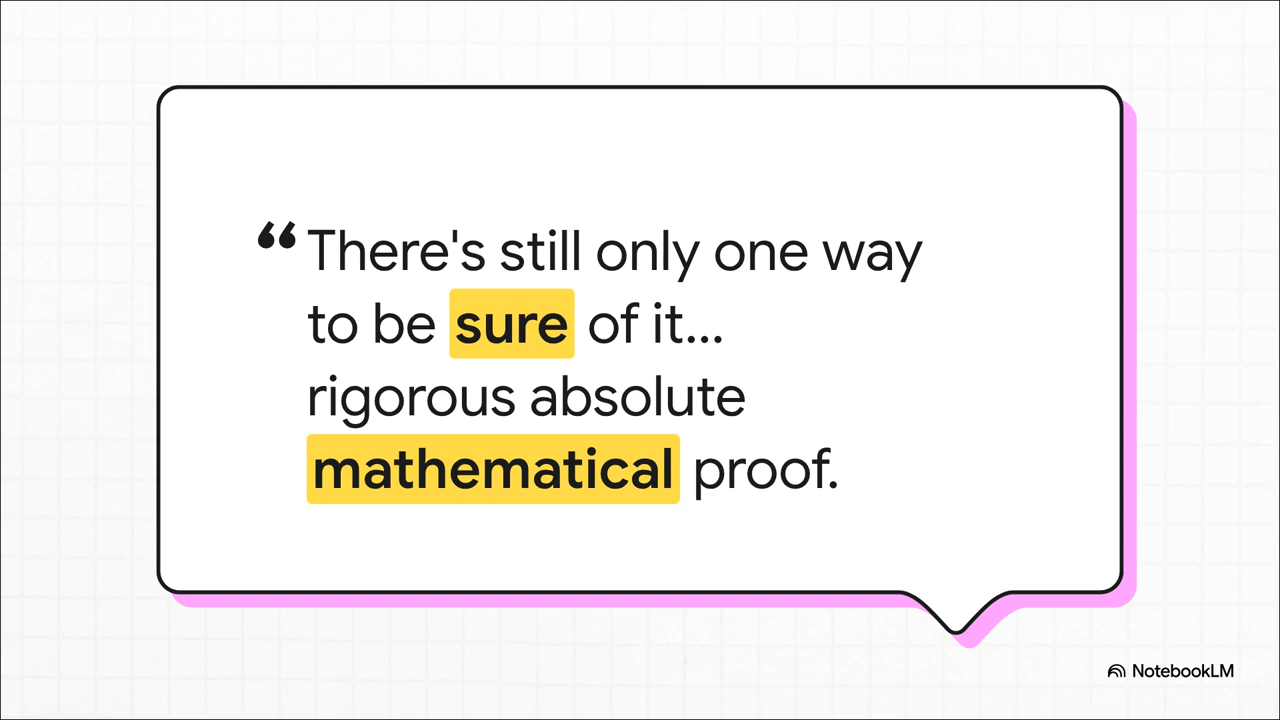 “There's still only one way
to be sure of it...
rigorous absolute
mathematical proof.
NotebookLM